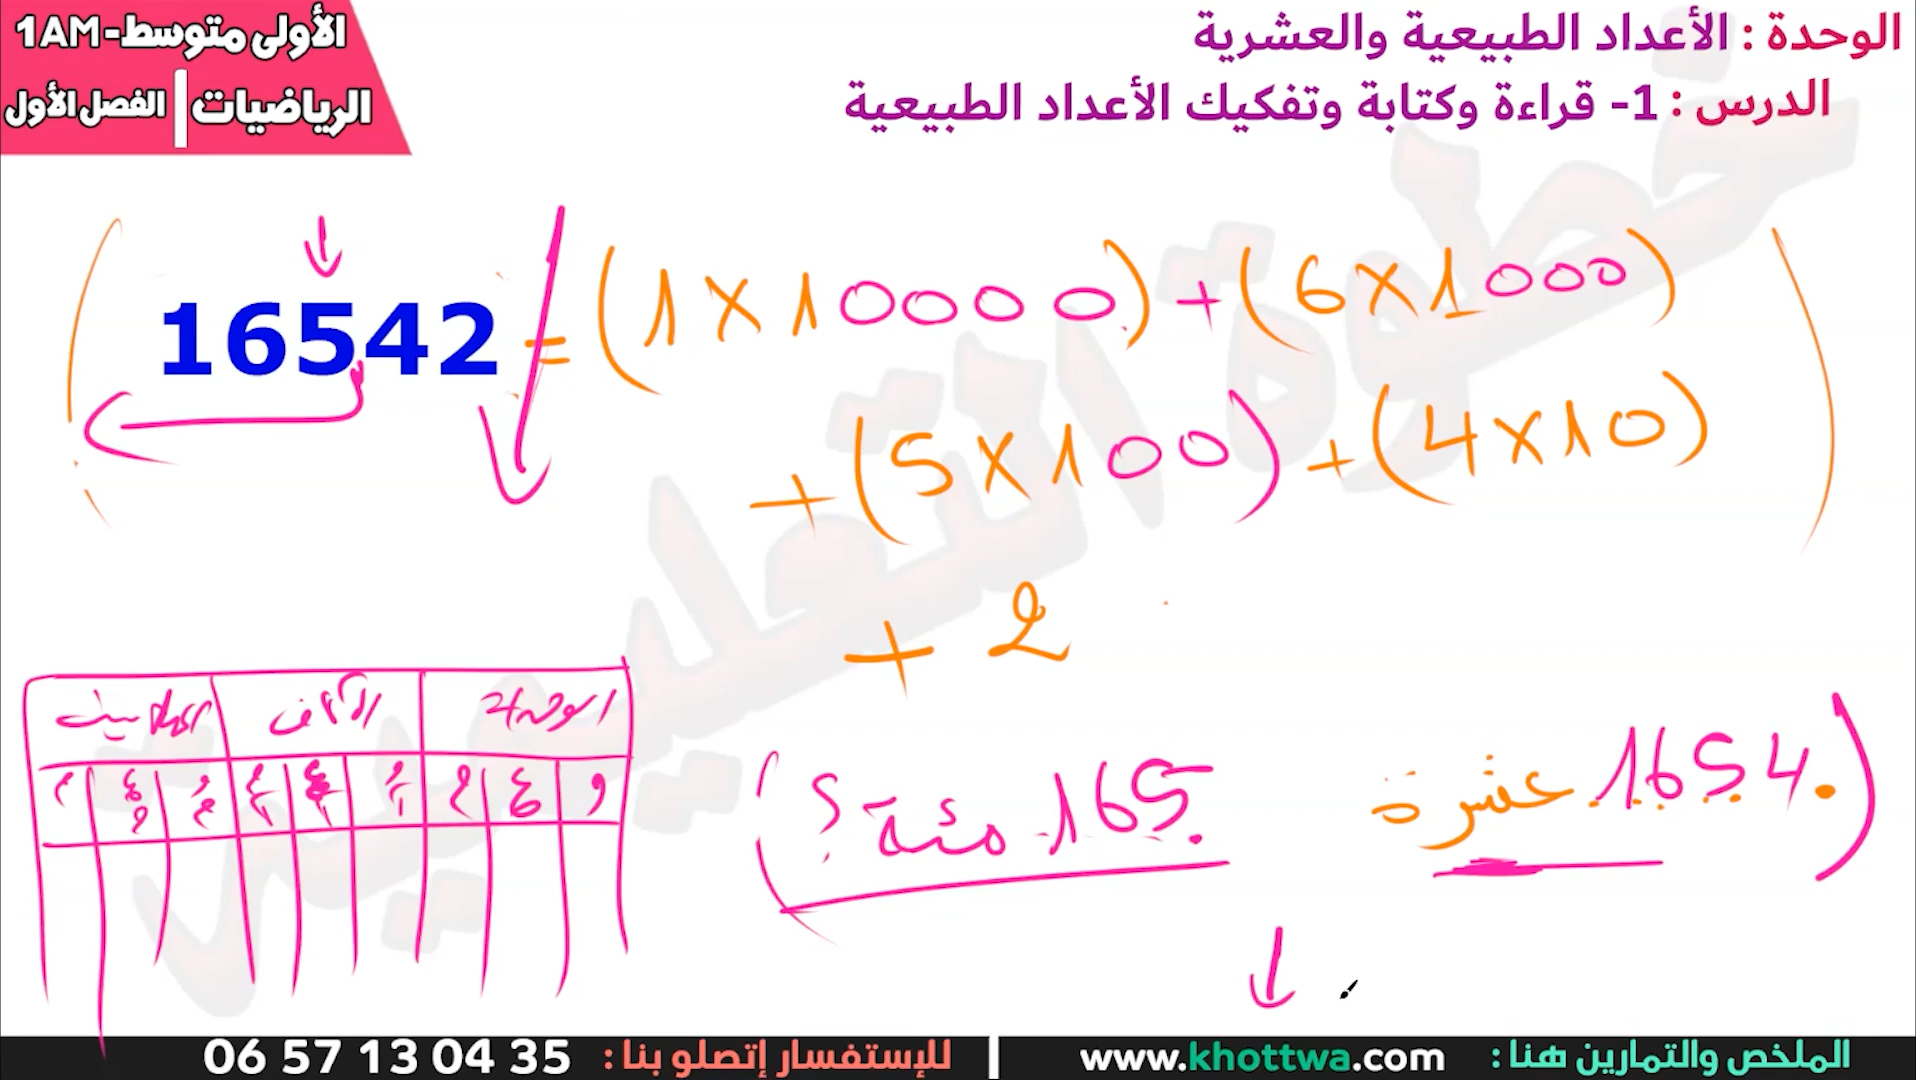 الوحدة : الأعداد الطبيعية والعشرية
الدرس : 1- قراءة وكتابة وتفكيك الأعداد الطبيعية
الأولى متوسط-1AM
الرياضيات | الفصل الأول
16542 = (1 × 10000) + (6 × 1000)
+ (5 × 100) + (4 × 10)
+ 2
الوحدات
الآلاف
الملايين
و ع م
1654 عشرة
165 مئة ؟
خطوة التعليمية
الملخص والتمارين هنا : www.khottwa.com | للإستفسار إتصلو بنا : 06 57 13 04 35